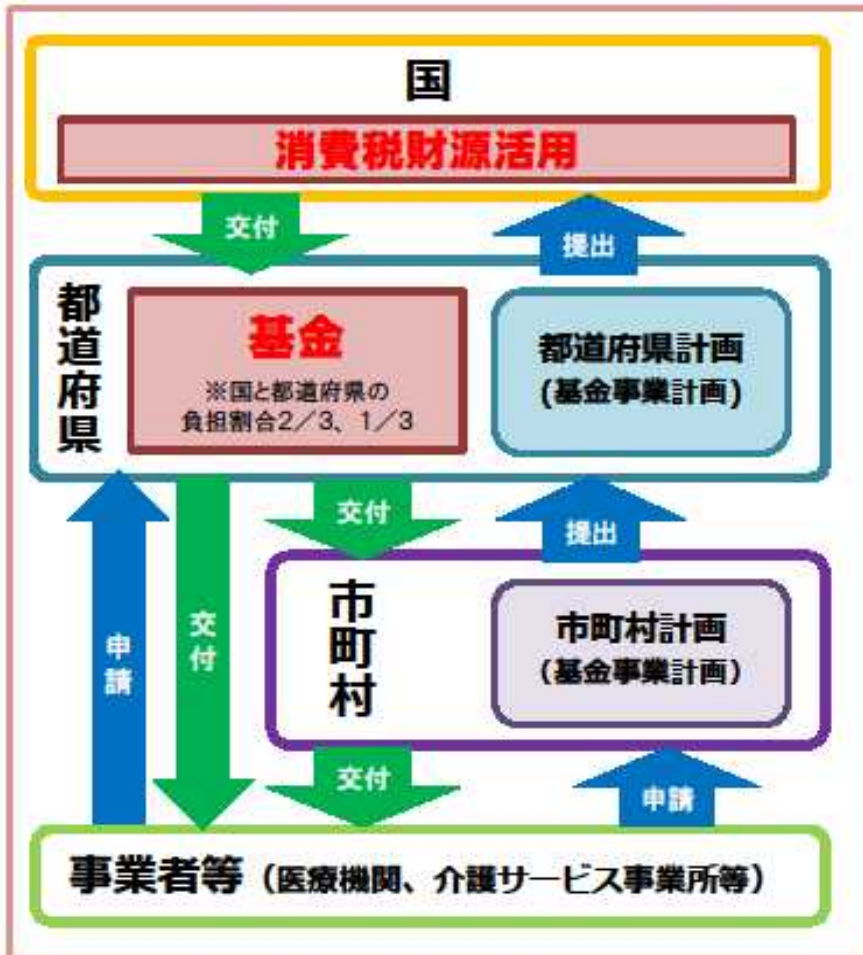 国
消費税財源活用
交付
提出
都道府県
基金
※国と都道府県の
負担割合2／3、1／3
都道府県計画
(基金事業計画)
交付
提出
申請
交付
市町村
市町村計画
（基金事業計画）
交付
申請
事業者等（医療機関、介護サービス事業所等）